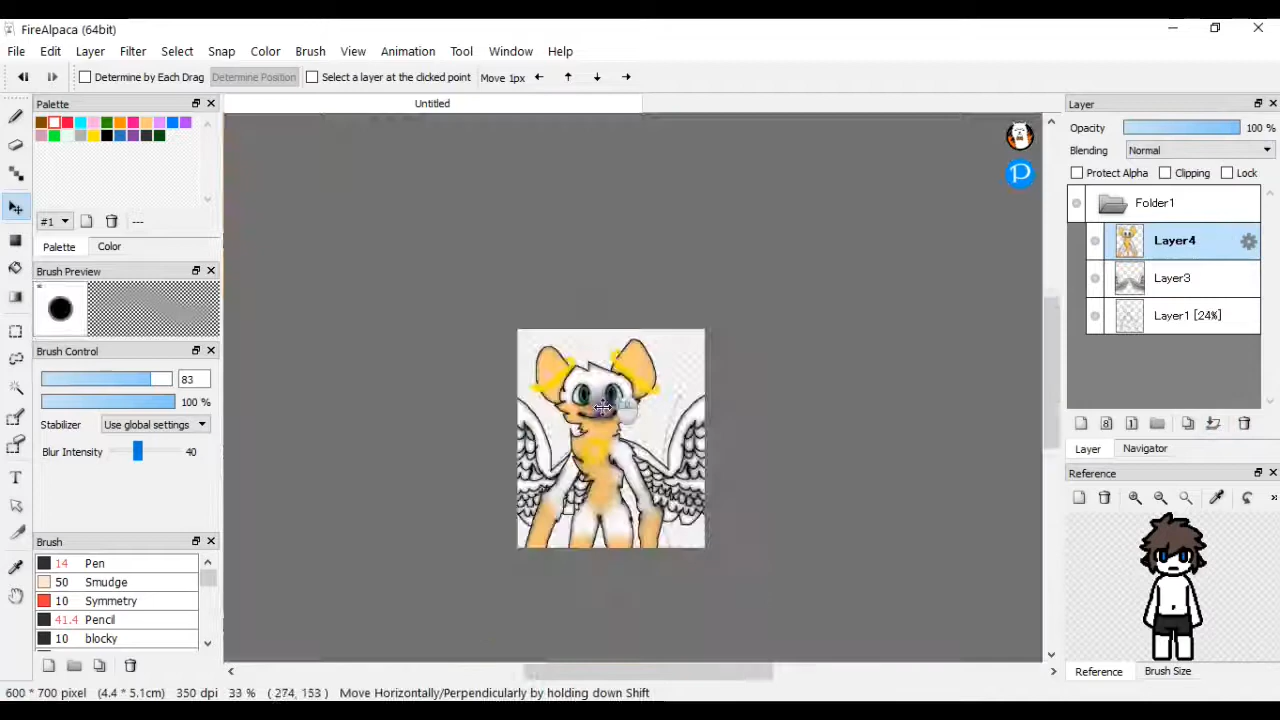 FireAlpaca (64bit)
File Edit Layer Filter Select Snap Color Brush View Animation Tool Window Help
Determine by Each Drag Determine Position Select a layer at the clicked point Move 1px
Palette
Untitled
Layer
Opacity 100 %
Blending Normal
Protect Alpha Clipping Lock
Folder1
#1 ---
Palette Color
Layer4
Brush Preview
Layer3
Layer1 [24%]
Brush Control
83
100 %
Stabilizer Use global settings
Layer Navigator
Blur Intensity 40
Reference
Brush
14 Pen
50 Smudge
10 Symmetry
41.4 Pencil
10 blocky
Reference Brush Size
600 * 700 pixel (4.4 * 5.1cm) 350 dpi 33 % ( 274, 153 ) Move Horizontally/Perpendicularly by holding down Shift